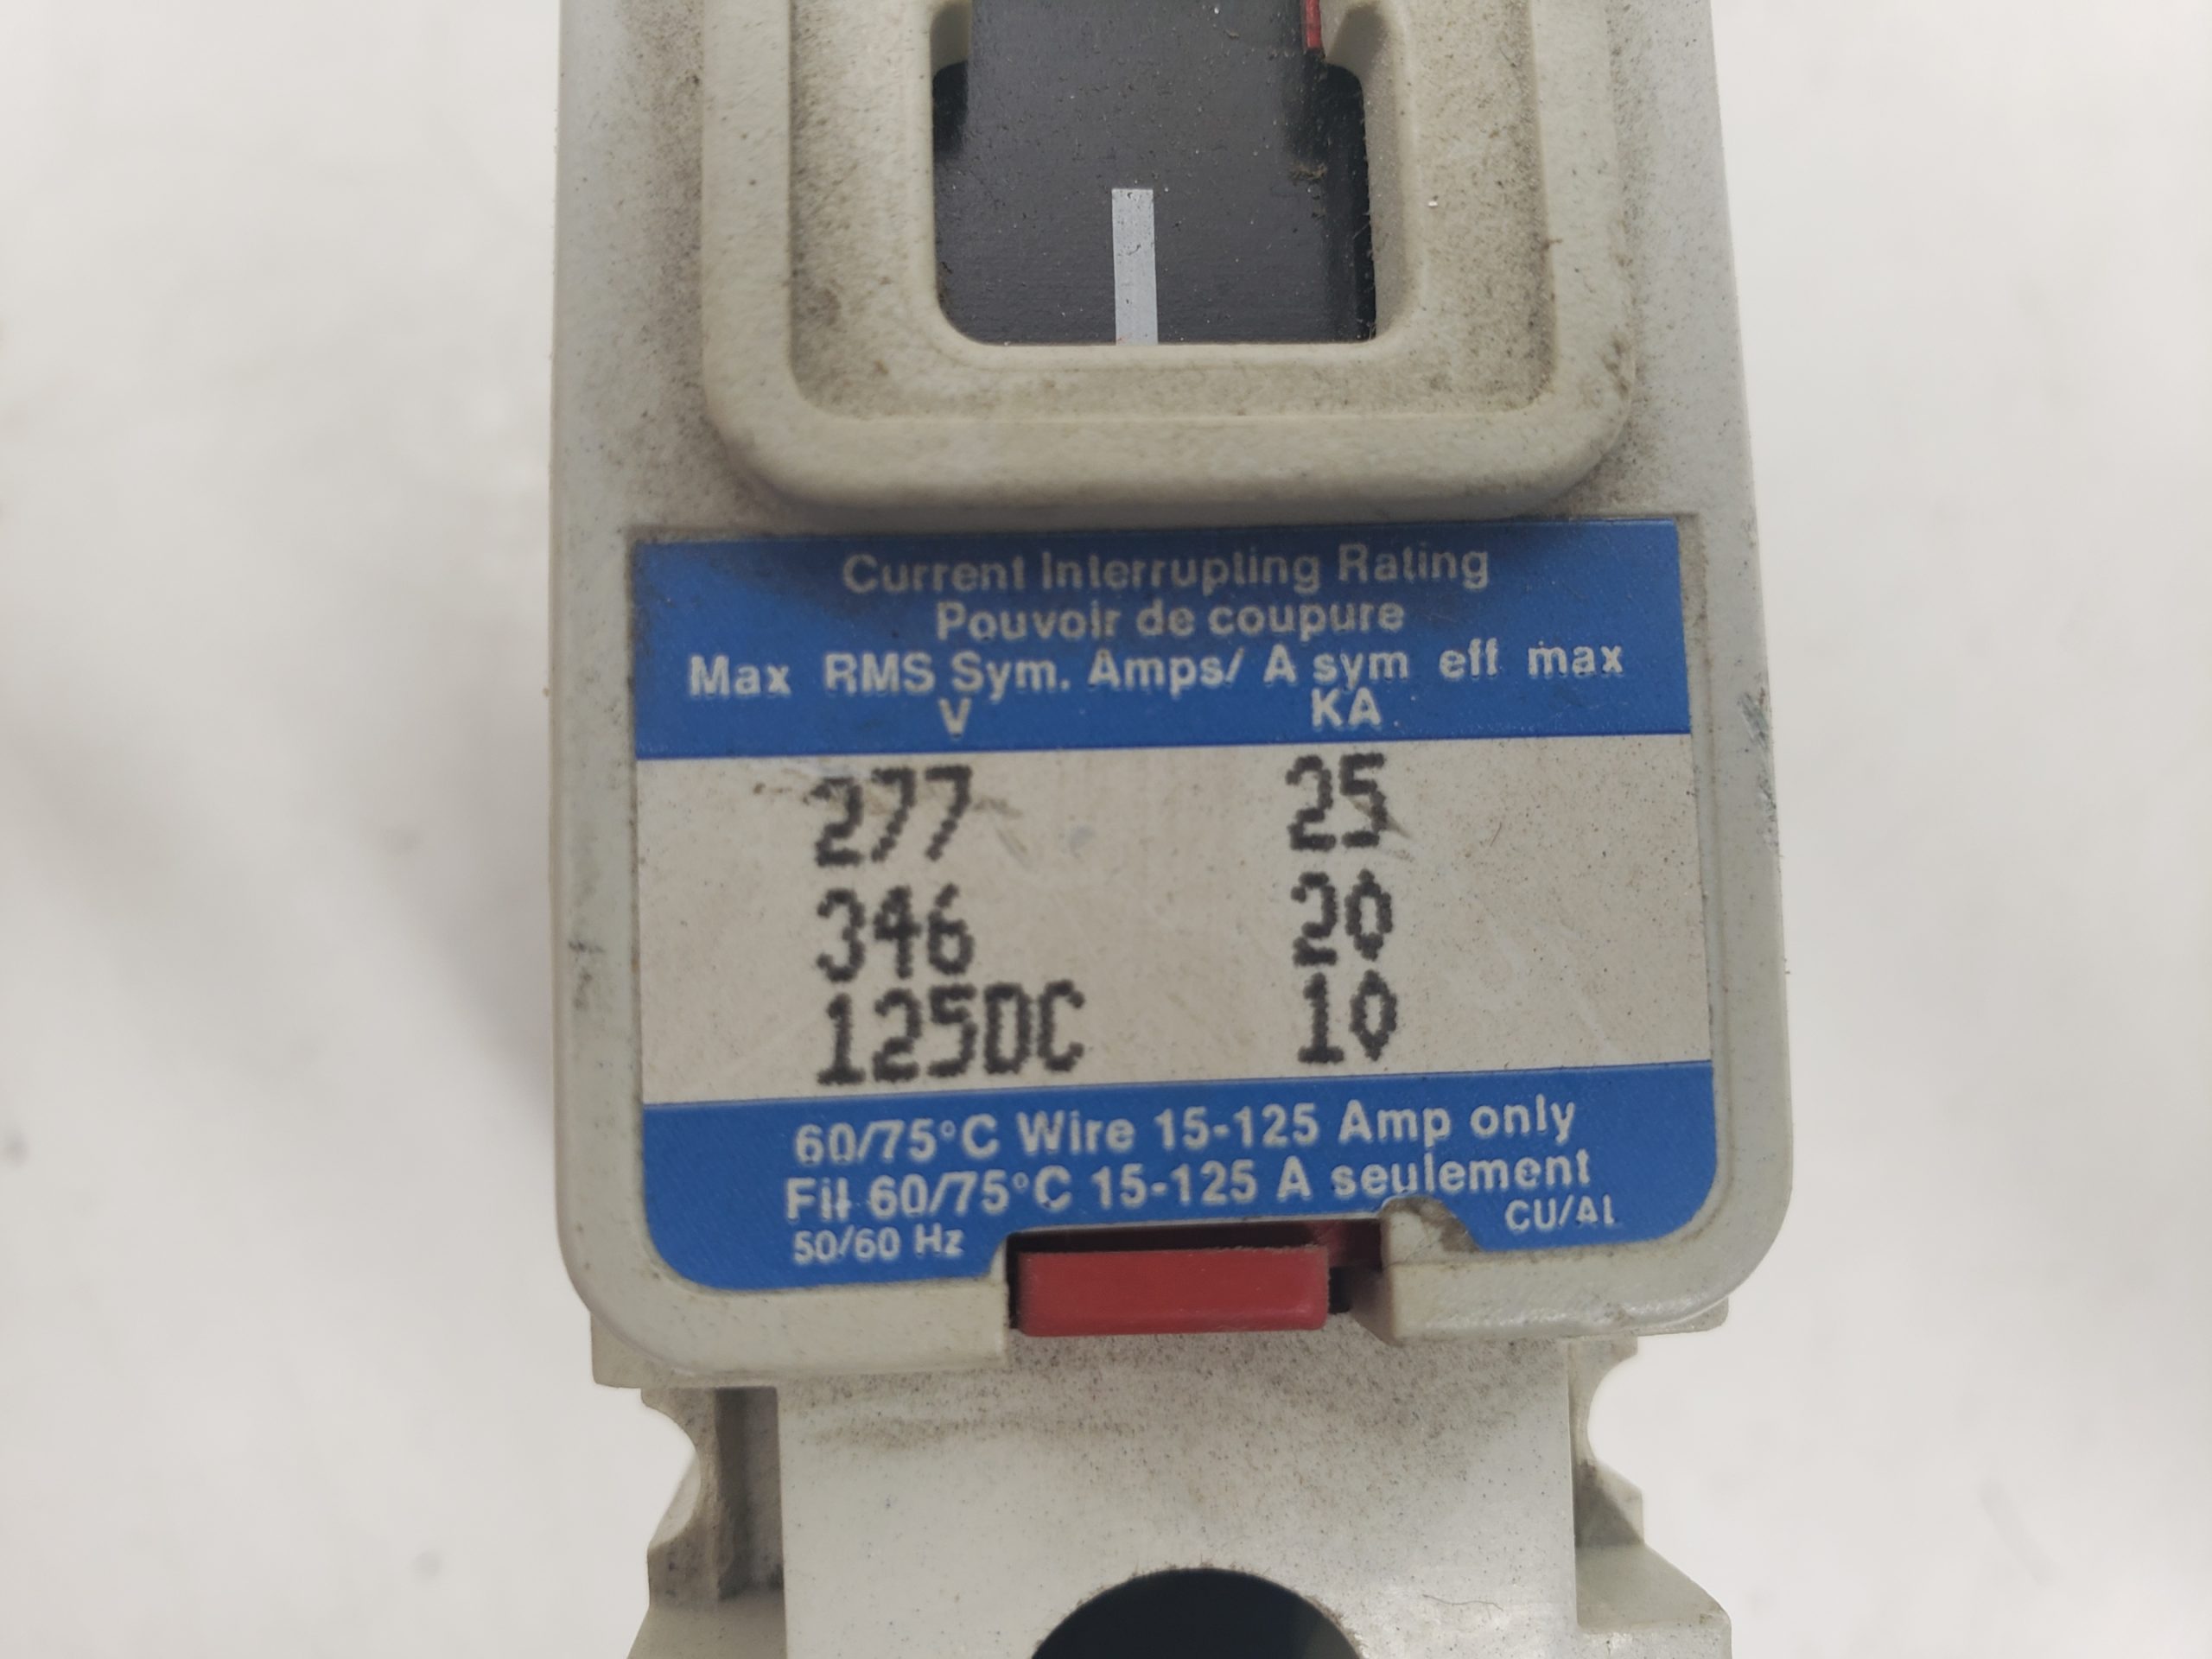 Current Interrupting Rating
Pouvoir de coupure
Max RMS Sym. Amps/ A sym eff max
V KA
277 25
346 20
125DC 10
60/75°C Wire 15-125 Amp only
Fil 60/75°C 15-125 A seulement
50/60 Hz CU/AL